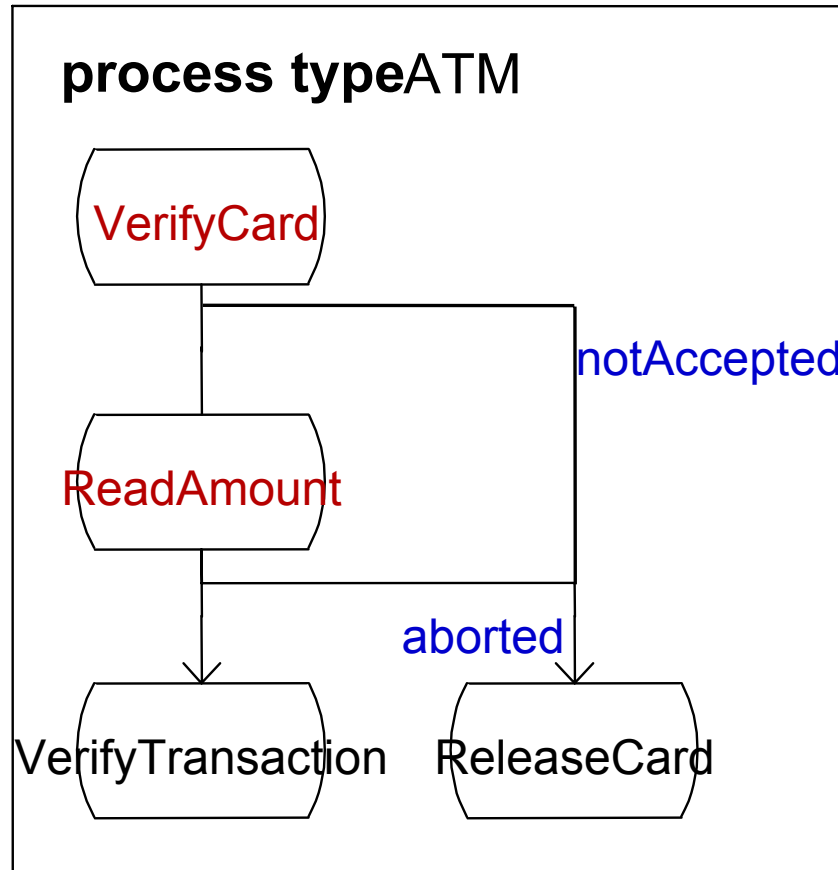 process typeATM
VerifyCard
notAccepted
ReadAmount
aborted
VerifyTransaction
ReleaseCard